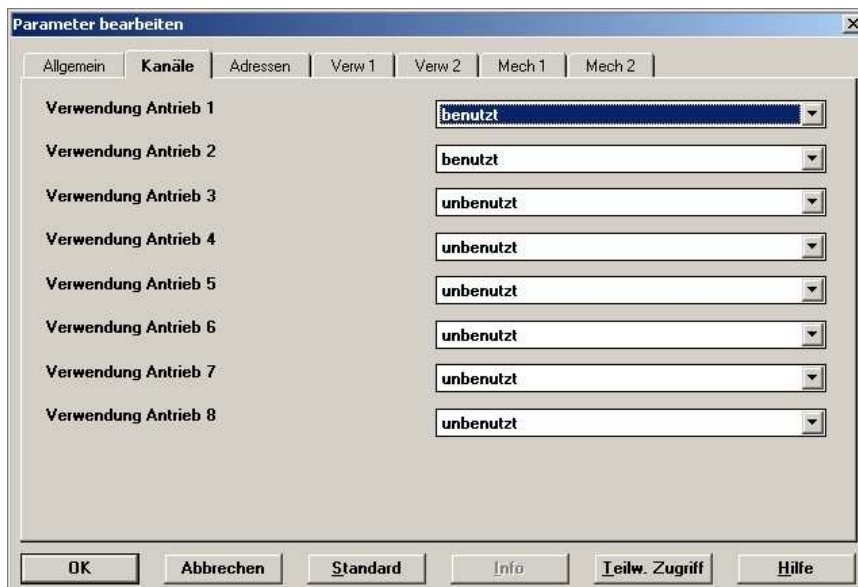 Parameter bearbeiten
Allgemein Kanäle Adressen Verw 1 Verw 2 Mech 1 Mech 2
Verwendung Antrieb 1 benutzt
Verwendung Antrieb 2 benutzt
Verwendung Antrieb 3 unbenutzt
Verwendung Antrieb 4 unbenutzt
Verwendung Antrieb 5 unbenutzt
Verwendung Antrieb 6 unbenutzt
Verwendung Antrieb 7 unbenutzt
Verwendung Antrieb 8 unbenutzt
OK Abbrechen Standard Info Teilw. Zugriff Hilfe